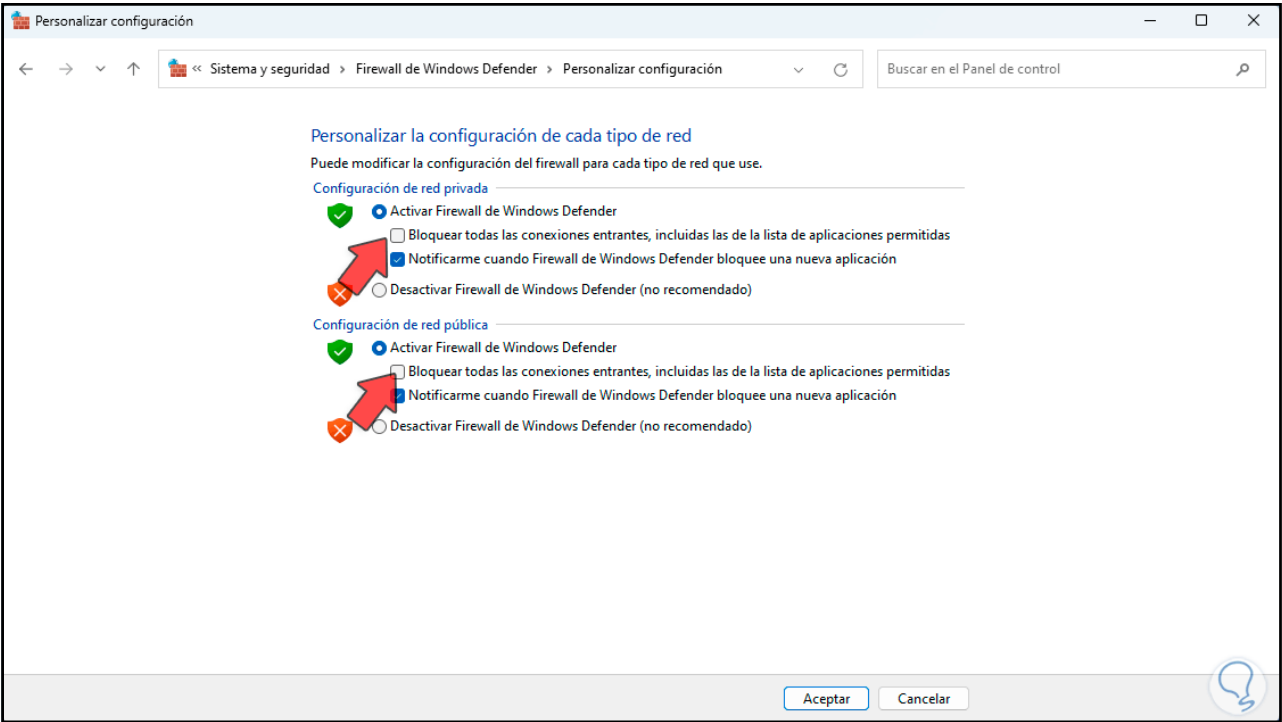 Personalizar configuración
« Sistema y seguridad > Firewall de Windows Defender > Personalizar configuración
Buscar en el Panel de control
Personalizar la configuración de cada tipo de red
Puede modificar la configuración del firewall para cada tipo de red que use.
Configuración de red privada
Activar Firewall de Windows Defender
Bloquear todas las conexiones entrantes, incluidas las de la lista de aplicaciones permitidas
Notificarme cuando Firewall de Windows Defender bloquee una nueva aplicación
Desactivar Firewall de Windows Defender (no recomendado)
Configuración de red pública
Activar Firewall de Windows Defender
Bloquear todas las conexiones entrantes, incluidas las de la lista de aplicaciones permitidas
Notificarme cuando Firewall de Windows Defender bloquee una nueva aplicación
Desactivar Firewall de Windows Defender (no recomendado)
Aceptar
Cancelar